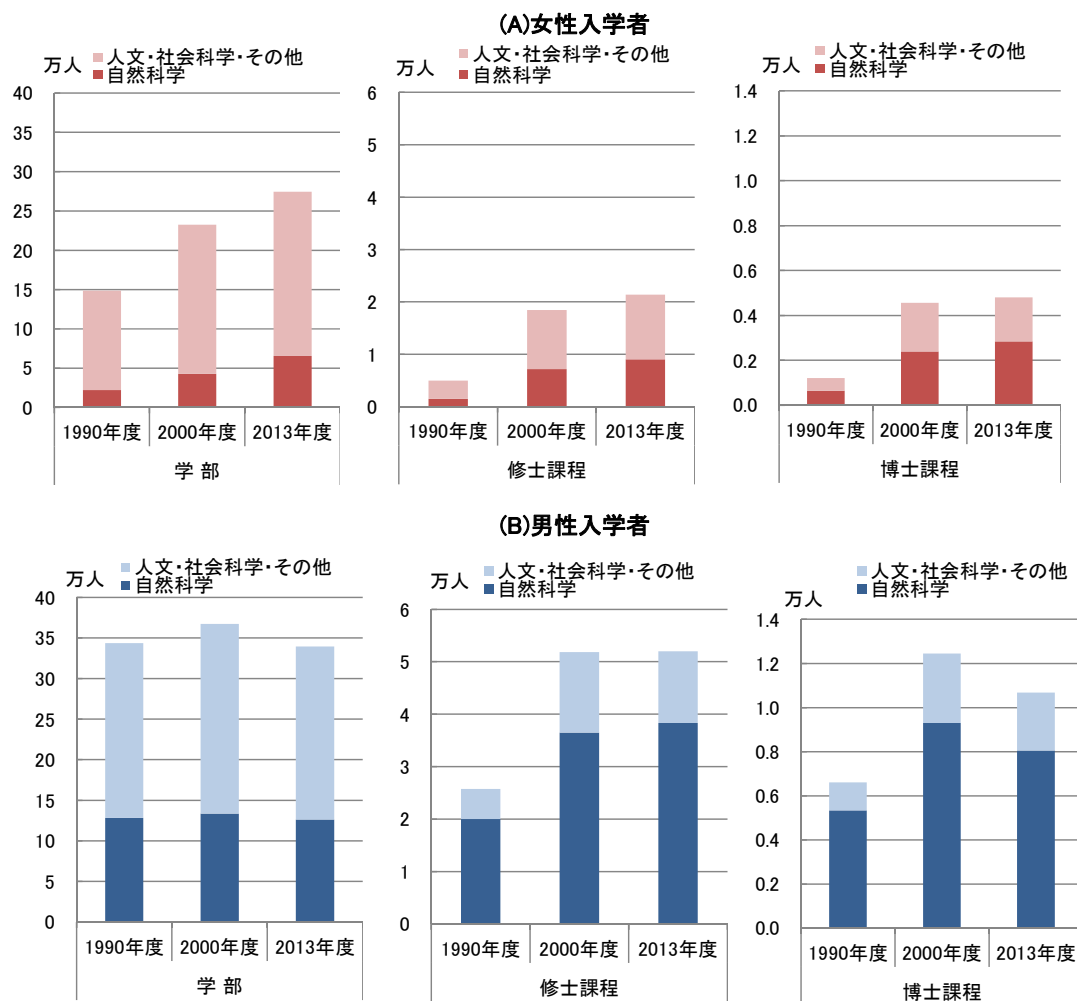 (A)女性入学者
万人
人文・社会科学・その他
自然科学
40
35
30
25
20
15
10
5
0
1990年度 2000年度 2013年度
学 部
人文・社会科学・その他
自然科学
6
5
4
3
2
1
0
1990年度 2000年度 2013年度
修士課程
万人
人文・社会科学・その他
自然科学
1.4
1.2
1.0
0.8
0.6
0.4
0.2
0.0
1990年度 2000年度 2013年度
博士課程
(B)男性入学者
万人
人文・社会科学・その他
自然科学
40
35
30
25
20
15
10
5
0
1990年度 2000年度 2013年度
学 部
万人
人文・社会科学・その他
自然科学
6
5
4
3
2
1
0
1990年度 2000年度 2013年度
修士課程
万人
人文・社会科学・その他
自然科学
1.4
1.2
1.0
0.8
0.6
0.4
0.2
0.0
1990年度 2000年度 2013年度
博士課程